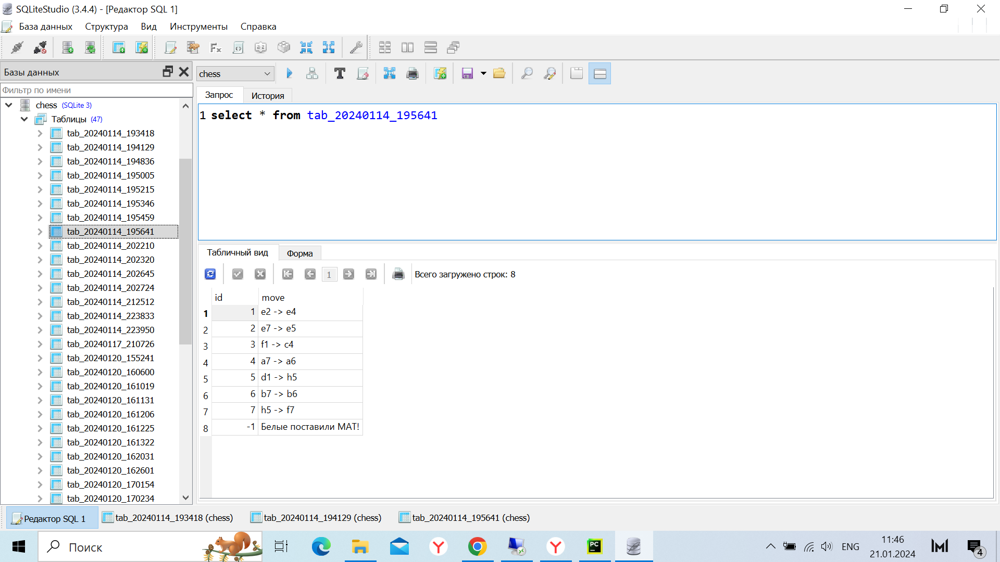 SQLiteStudio (3.4.4) - [Редактор SQL 1]
База данных Структура Вид Инструменты Справка
Базы данных
Фильтр по имени
chess (SQLite 3)
Таблицы (47)
tab_20240114_193418
tab_20240114_194129
tab_20240114_194836
tab_20240114_195005
tab_20240114_195215
tab_20240114_195346
tab_20240114_195459
tab_20240114_195641
tab_20240114_202210
tab_20240114_202320
tab_20240114_202645
tab_20240114_202724
tab_20240114_212512
tab_20240114_223833
tab_20240114_223950
tab_20240117_210726
tab_20240120_155241
tab_20240120_160600
tab_20240120_161019
tab_20240120_161131
tab_20240120_161206
tab_20240120_161225
tab_20240120_161322
tab_20240120_162031
tab_20240120_162601
tab_20240120_170154
tab_20240120_170234
chess
Запрос История
1 select * from tab_20240114_195641
Табличный вид Форма
1 Всего загружено строк: 8
id move
1 1 e2 -> e4
2 2 e7 -> e5
3 3 f1 -> c4
4 4 a7 -> a6
5 5 d1 -> h5
6 6 b7 -> b6
7 7 h5 -> f7
8 -1 Белые поставили МАТ!
Редактор SQL 1 tab_20240114_193418 (chess) tab_20240114_194129 (chess) tab_20240114_195641 (chess)
Поиск
PC
ENG
11:46
21.01.2024
4